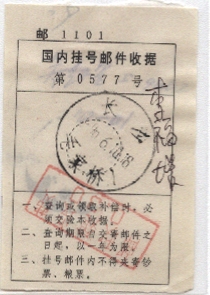 邮 1101
国内挂号邮件收据
第 0577 号
长
一、查询或领取补偿时，必
须交验本收据。
二、查询期限自交寄邮件之
日起，以一年为限。
三、挂号邮件内不得夹寄钞
票、粮票。